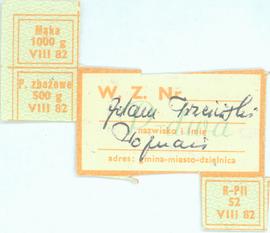 Mąka
1000 g
VIII 82
P. zbożowe
500 g
VIII 82
W. Z. Nr
Adam
nazwisko i imię
Poznań
adres: gmina-miasto-dzielnica
R-PII
52
VIII 82